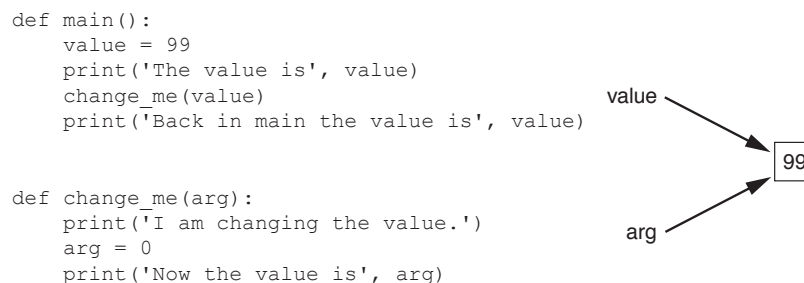 def main():
    value = 99
    print('The value is', value)
    change_me(value)
    print('Back in main the value is', value)
def change_me(arg):
    print('I am changing the value.')
    arg = 0
    print('Now the value is', arg)
value
99
arg